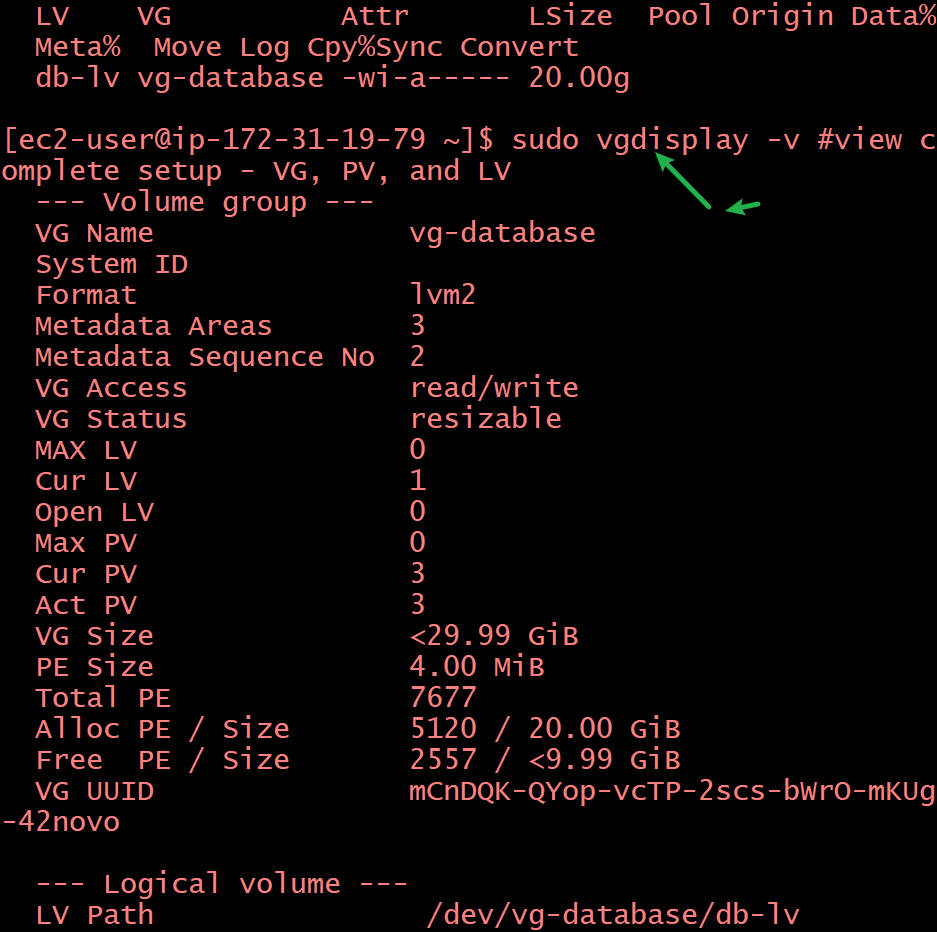 LV    VG          Attr       LSize  Pool Origin Data%
Meta%  Move Log Cpy%Sync Convert
db-lv vg-database -wi-a----- 20.00g
[ec2-user@ip-172-31-19-79 ~]$ sudo vgdisplay -v #view c
omplete setup - VG, PV, and LV
--- Volume group ---
VG Name               vg-database
System ID
Format                lvm2
Metadata Areas        3
Metadata Sequence No  2
VG Access             read/write
VG Status             resizable
MAX LV                0
Cur LV                1
Open LV               0
Max PV                0
Cur PV                3
Act PV                3
VG Size               <29.99 GiB
PE Size               4.00 MiB
Total PE              7677
Alloc PE / Size       5120 / 20.00 GiB
Free  PE / Size       2557 / <9.99 GiB
VG UUID               mCnDQK-QYop-vcTP-2scs-bWrO-mKUg
-42novo
--- Logical volume ---
LV Path                /dev/vg-database/db-lv